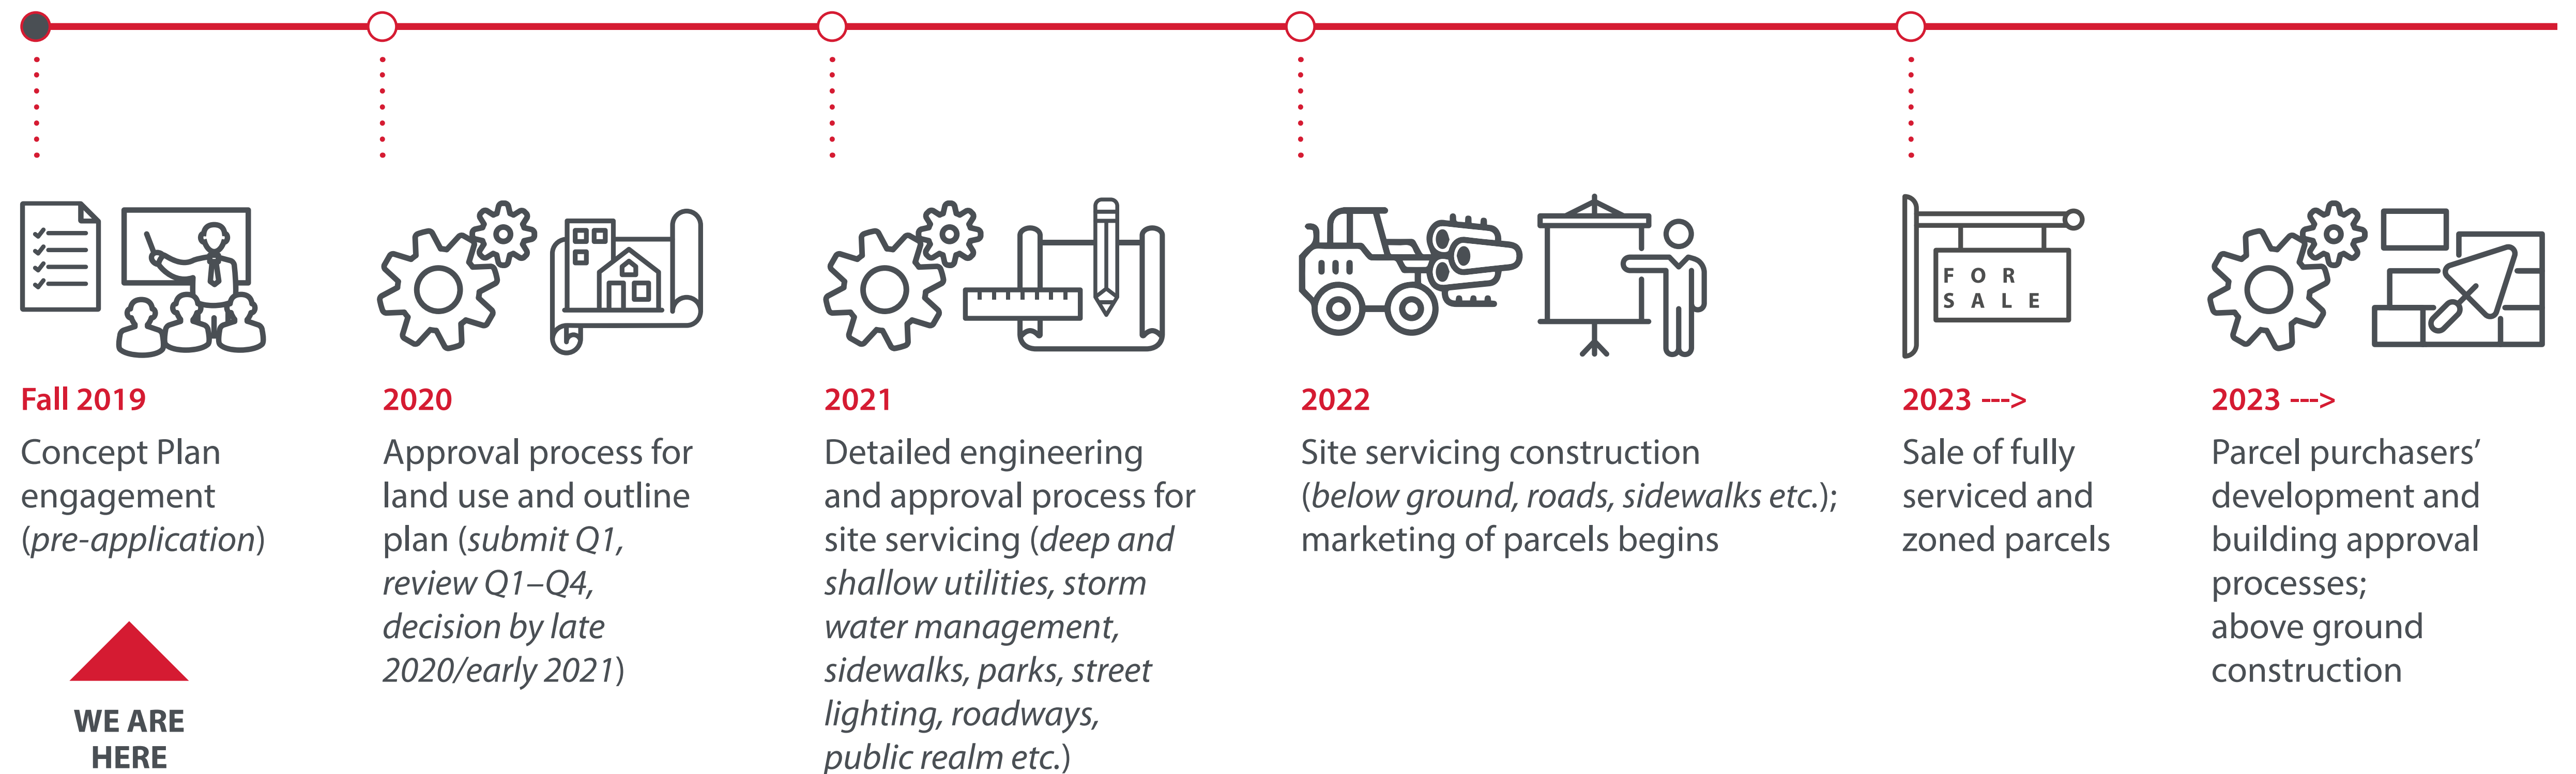 FOR
SALE
Fall 2019
Concept Plan
engagement
(pre-application)
WE ARE
HERE
2020
Approval process for
land use and outline
plan (submit Q1,
review Q1–Q4,
decision by late
2020/early 2021)
2021
Detailed engineering
and approval process for
site servicing (deep and
shallow utilities, storm
water management,
sidewalks, parks, street
lighting, roadways,
public realm etc.)
2022
Site servicing construction
(below ground, roads, sidewalks etc.);
marketing of parcels begins
2023 --->
Sale of fully
serviced and
zoned parcels
2023 --->
Parcel purchasers’
development and
building approval
processes;
above ground
construction